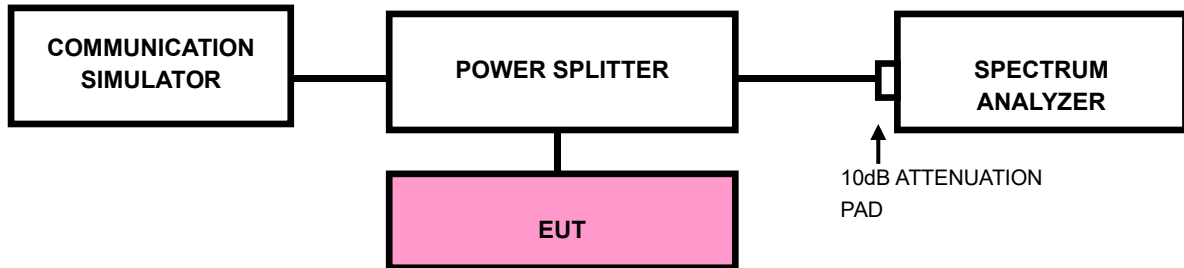 COMMUNICATION
SIMULATOR
POWER SPLITTER
SPECTRUM
ANALYZER
10dB ATTENUATION
PAD
EUT